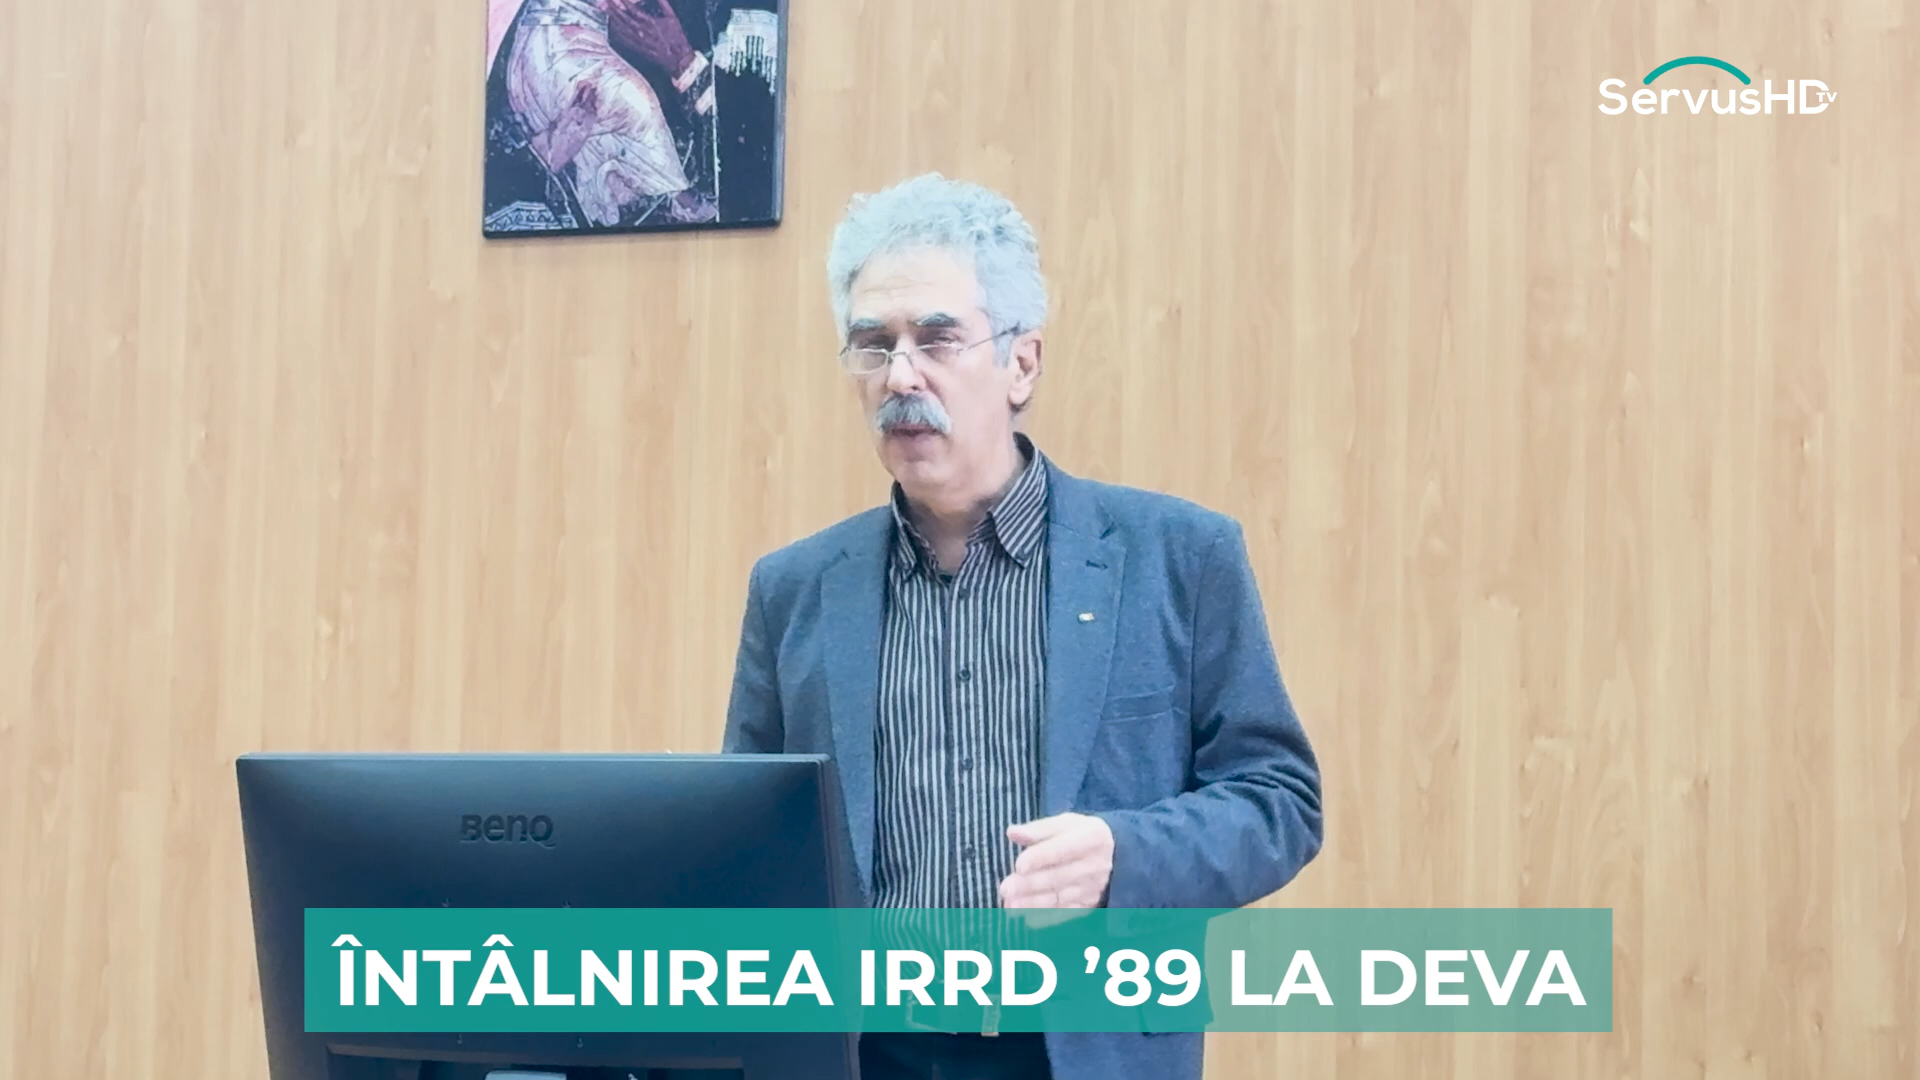 ServusHD TV
BenQ
ÎNTÂLNIREA IRRD ’89 LA DEVA